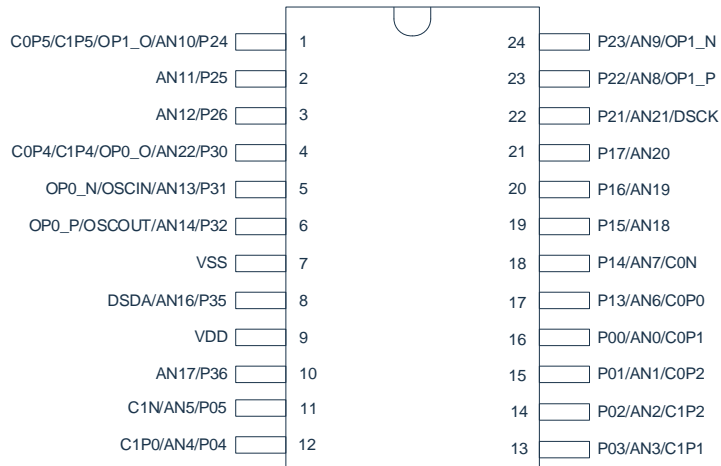 C0P5/C1P5/OP1_O/AN10/P24 1 24 P23/AN9/OP1_N
AN11/P25 2 23 P22/AN8/OP1_P
AN12/P26 3 22 P21/AN21/DSCK
C0P4/C1P4/OP0_O/AN22/P30 4 21 P17/AN20
OP0_N/OSCIN/AN13/P31 5 20 P16/AN19
OP0_P/OSCOUT/AN14/P32 6 19 P15/AN18
VSS 7 18 P14/AN7/C0N
DSDA/AN16/P35 8 17 P13/AN6/C0P0
VDD 9 16 P00/AN0/C0P1
AN17/P36 10 15 P01/AN1/C0P2
C1N/AN5/P05 11 14 P02/AN2/C1P2
C1P0/AN4/P04 12 13 P03/AN3/C1P1